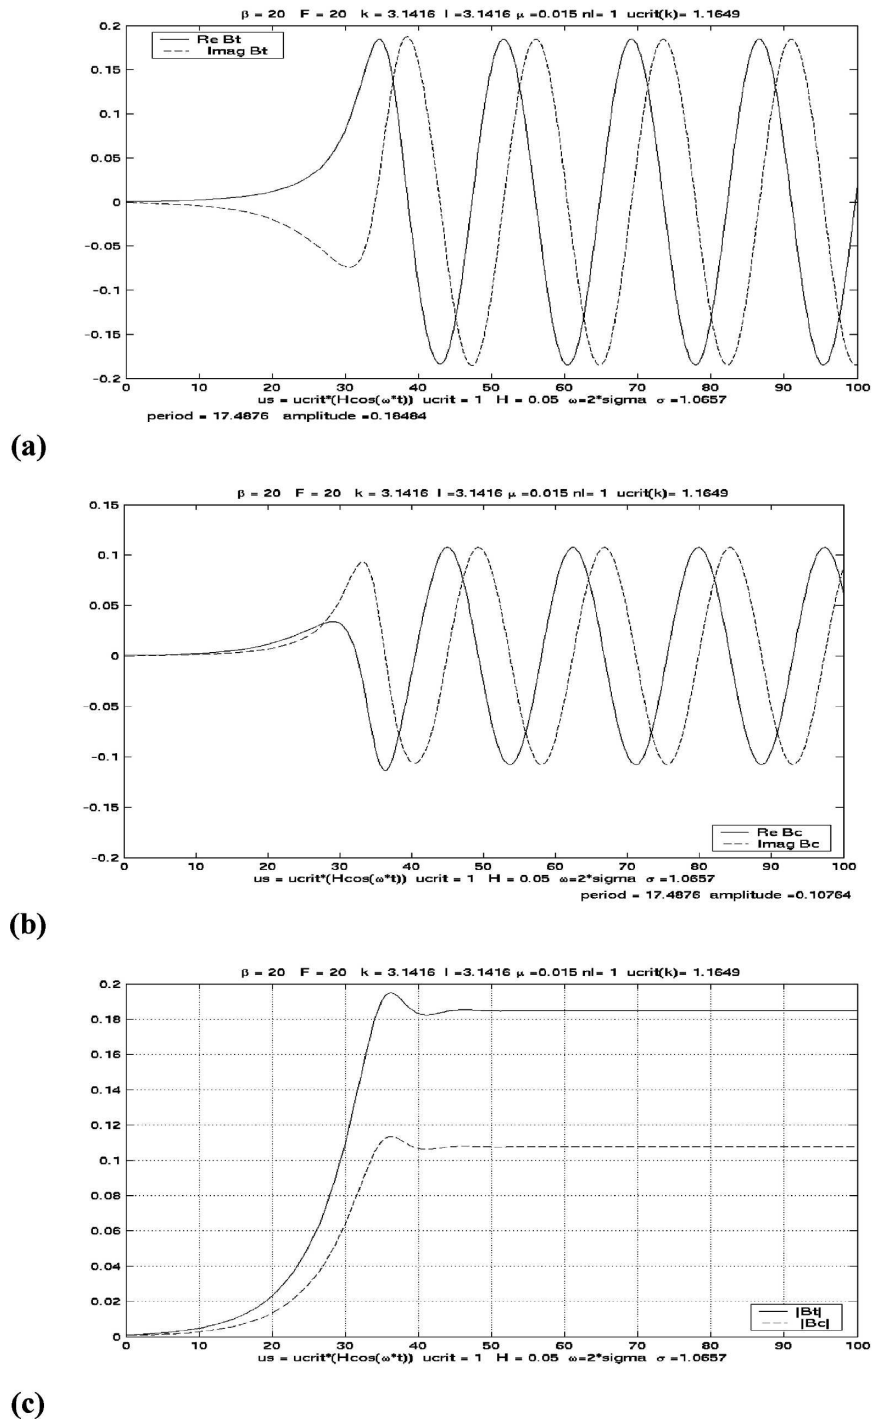 β = 20 F = 20 k = 3.1416 l =3.1416 μ =0.015 nl= 1 ucrit(k)= 1.1649
0.2
Re Bt
Imag Bt
0.15
0.1
0.05
0
−0.05
−0.1
−0.15
−0.2
0 10 20 30 40 50 60 70 80 90 100
us = ucrit*(Hcos(ω*t)) ucrit = 1 H = 0.05 ω=2*sigma σ =1.0657
period = 17.4876 amplitude =0.18484
(a)
β = 20 F = 20 k = 3.1416 l =3.1416 μ =0.015 nl= 1 ucrit(k)= 1.1649
0.15
0.1
0.05
0
−0.05
−0.1
−0.15
Re Bc
Imag Bc
−0.2
0 10 20 30 40 50 60 70 80 90 100
us = ucrit*(Hcos(ω*t)) ucrit = 1 H = 0.05 ω=2*sigma σ =1.0657
period = 17.4876 amplitude =0.10764
(b)
β = 20 F = 20 k = 3.1416 l =3.1416 μ =0.015 nl= 1 ucrit(k)= 1.1649
0.2
0.18
0.16
0.14
0.12
0.1
0.08
0.06
0.04
0.02
|Bt|
|Bc|
0
0 10 20 30 40 50 60 70 80 90 100
us = ucrit*(Hcos(ω*t)) ucrit = 1 H = 0.05 ω=2*sigma σ =1.0657
(c)